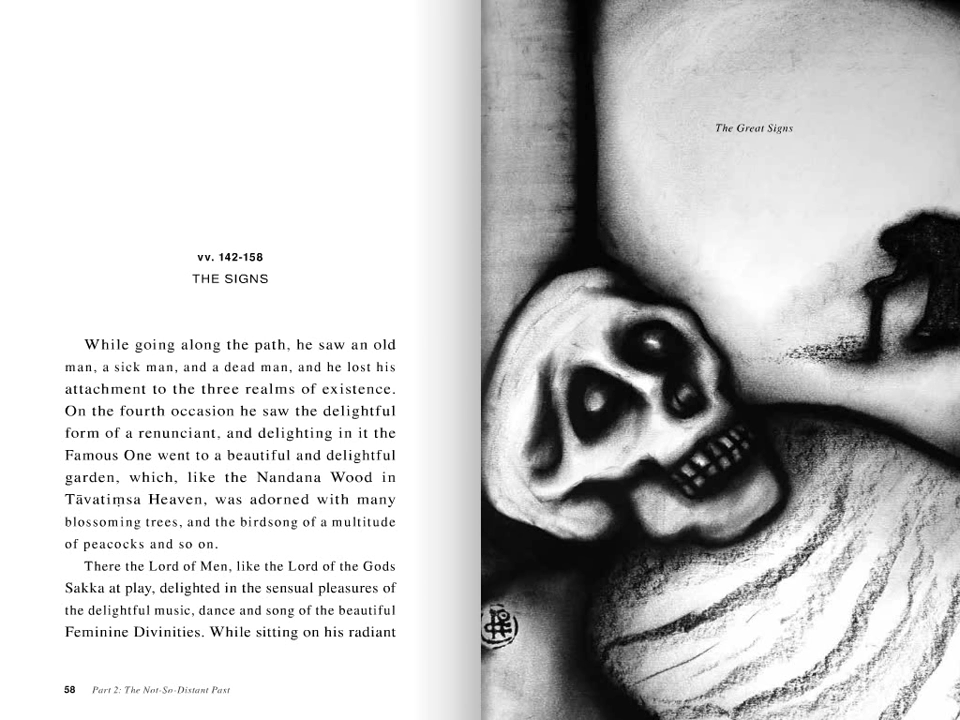 vv. 142-158
THE SIGNS
While going along the path, he saw an old
man, a sick man, and a dead man, and he lost his
attachment to the three realms of existence.
On the fourth occasion he saw the delightful
form of a renunciant, and delighting in it the
Famous One went to a beautiful and delightful
garden, which, like the Nandana Wood in
Tāvatiṃsa Heaven, was adorned with many
blossoming trees, and the birdsong of a multitude
of peacocks and so on.
There the Lord of Men, like the Lord of the Gods
Sakka at play, delighted in the sensual pleasures of
the delightful music, dance and song of the beautiful
Feminine Divinities. While sitting on his radiant
58 Part 2: The Not-So-Distant Past
The Great Signs